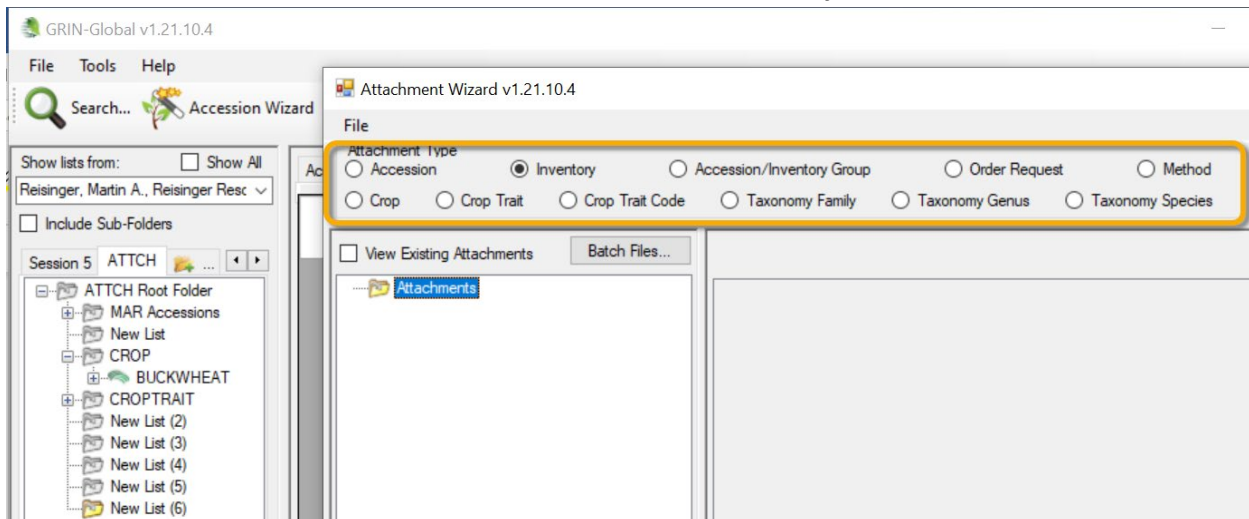 GRIN-Global v1.21.10.4
File Tools Help
Search... Accession Wizard
Show lists from: Show All
Reisinger, Martin A., Reisinger Resc
Include Sub-Folders
Session 5 ATTCH ...
ATTCH Root Folder
MAR Accessions
New List
CROP
BUCKWHEAT
CROPTRAIT
New List (2)
New List (3)
New List (4)
New List (5)
New List (6)
Ac
Attachment Wizard v1.21.10.4
File
Attachment Type
Accession Inventory Accession/Inventory Group Order Request Method
Crop Crop Trait Crop Trait Code Taxonomy Family Taxonomy Genus Taxonomy Species
View Existing Attachments Batch Files...
Attachments